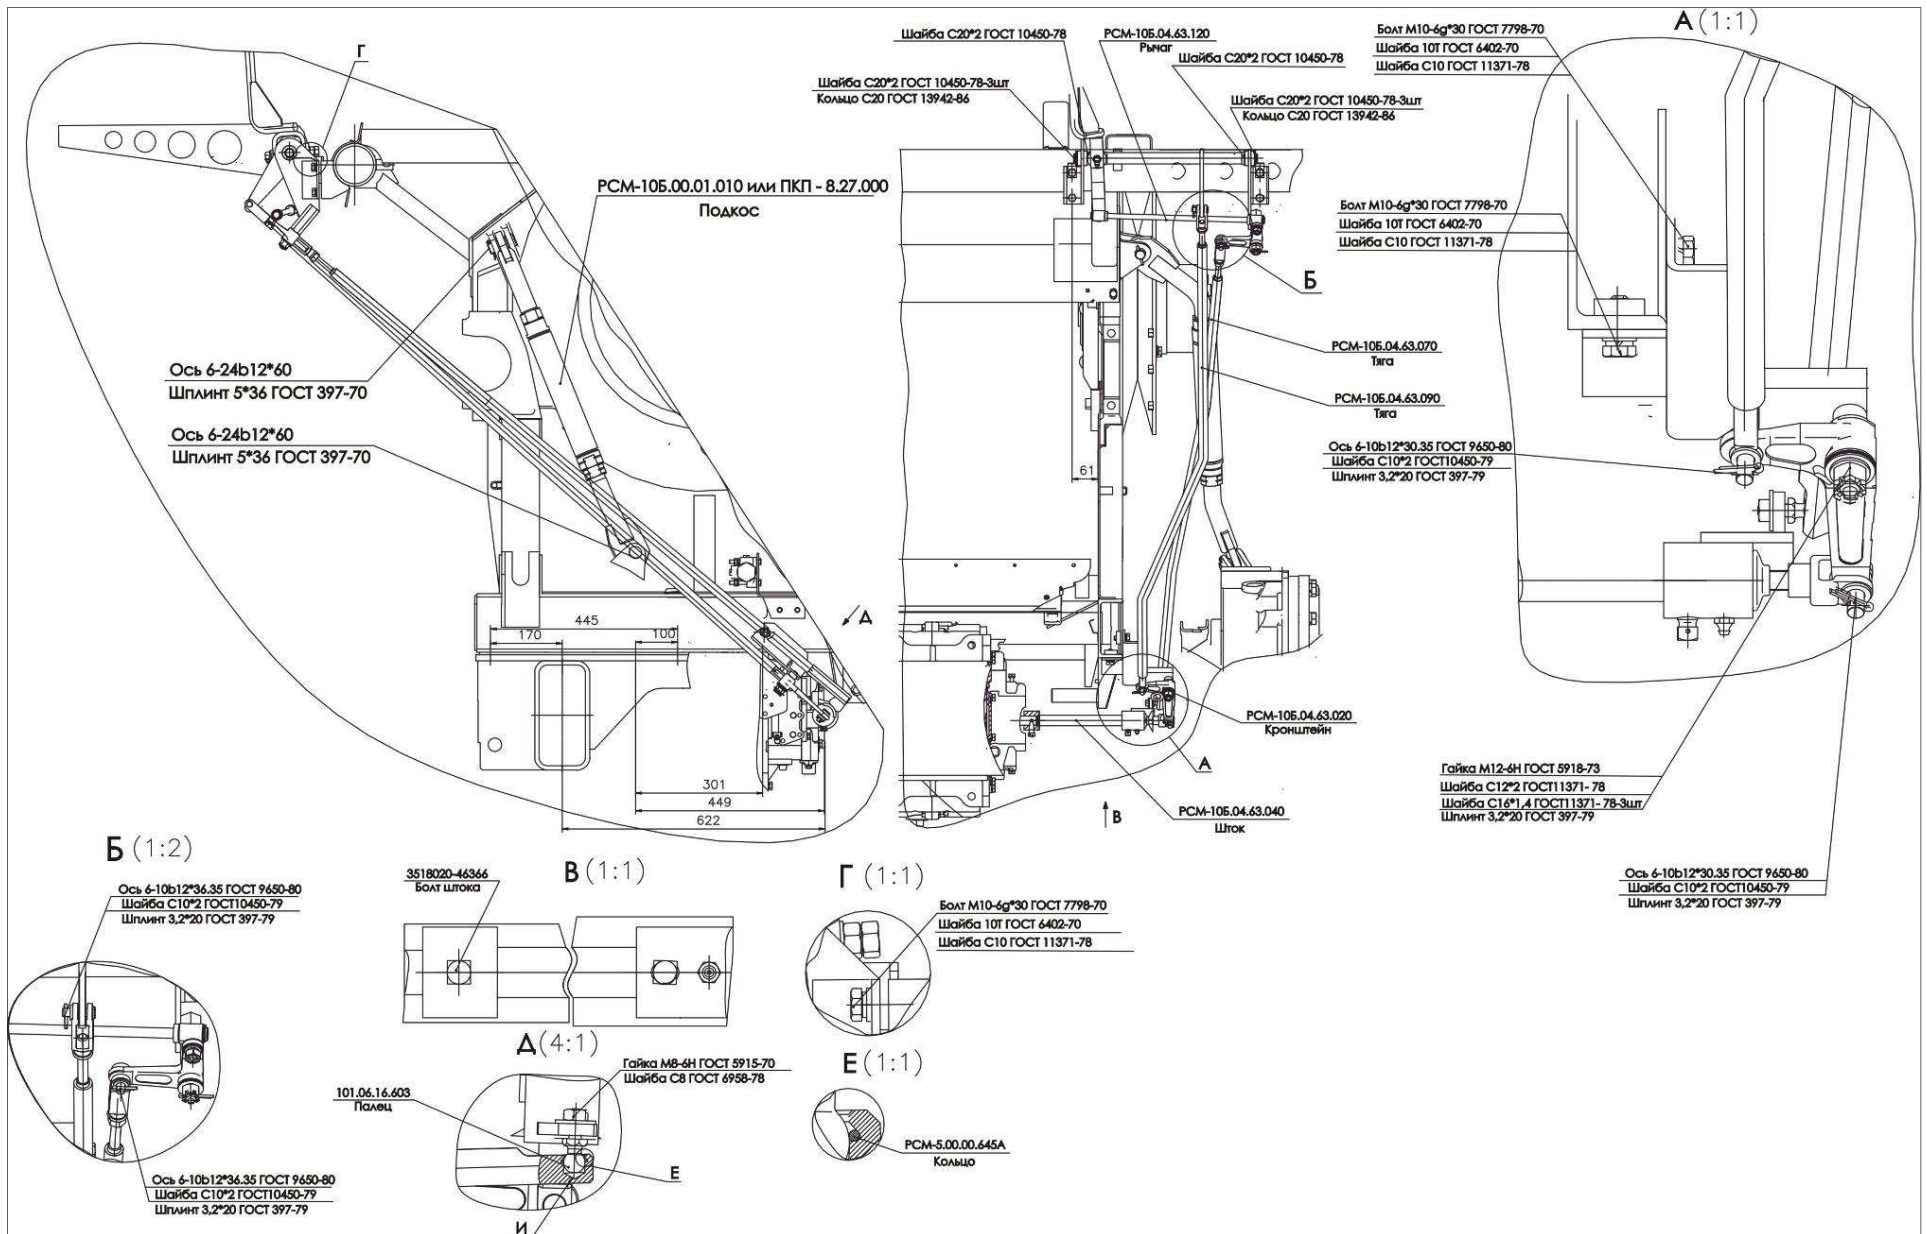 Г
РСМ-10Б.00.01.010 или ПКП - 8.27.000
Подкос
Ось 6-24b12*60
Шплинт 5*36 ГОСТ 397-70
Ось 6-24b12*60
Шплинт 5*36 ГОСТ 397-70
445
170
100
Д
301
449
622
Шайба С20*2 ГОСТ 10450-78
РСМ-10Б.04.63.120
Рычаг
Шайба С20*2 ГОСТ 10450-78
Шайба С20*2 ГОСТ 10450-78-3шт
Кольцо С20 ГОСТ 13942-86
Шайба С20*2 ГОСТ 10450-78-3шт
Кольцо С20 ГОСТ 13942-86
Б
РСМ-10Б.04.63.070
Тяга
РСМ-10Б.04.63.090
Тяга
61
РСМ-10Б.04.63.020
Кронштейн
А
В
РСМ-10Б.04.63.040
Шток
А (1:1)
Болт М10-6g*30 ГОСТ 7798-70
Шайба 10Т ГОСТ 6402-70
Шайба С10 ГОСТ 11371-78
Болт М10-6g*30 ГОСТ 7798-70
Шайба 10Т ГОСТ 6402-70
Шайба С10 ГОСТ 11371-78
Ось 6-10b12*30.35 ГОСТ 9650-80
Шайба С10*2 ГОСТ10450-79
Шплинт 3,2*20 ГОСТ 397-79
Гайка М12-6Н ГОСТ 5918-73
Шайба С12*2 ГОСТ11371- 78
Шайба С16*1,4 ГОСТ11371- 78-3шт
Шплинт 3,2*20 ГОСТ 397-79
Ось 6-10b12*30.35 ГОСТ 9650-80
Шайба С10*2 ГОСТ10450-79
Шплинт 3,2*20 ГОСТ 397-79
Б (1:2)
Ось 6-10b12*36.35 ГОСТ 9650-80
Шайба С10*2 ГОСТ10450-79
Шплинт 3,2*20 ГОСТ 397-79
Ось 6-10b12*36.35 ГОСТ 9650-80
Шайба С10*2 ГОСТ10450-79
Шплинт 3,2*20 ГОСТ 397-79
В (1:1)
3518020-46366
Болт штока
Д (4:1)
Гайка М8-6Н ГОСТ 5915-70
Шайба С8 ГОСТ 6958-78
101.06.16.603
Палец
Е
И
Г (1:1)
Болт М10-6g*30 ГОСТ 7798-70
Шайба 10Т ГОСТ 6402-70
Шайба С10 ГОСТ 11371-78
Е (1:1)
РСМ-5.00.00.645А
Кольцо